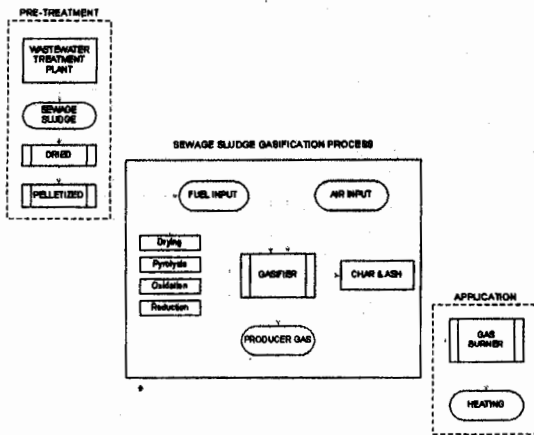 PRE-TREATMENT
WASTEWATER
TREATMENT
PLANT
SEWAGE
SLUDGE
DRIED
PELLETIZED
SEWAGE SLUDGE GASIFICATION PROCESS
FUEL INPUT
AIR INPUT
Drying
Pyrolysis
Oxidation
Reduction
GASIFIER
CHAR & ASH
PRODUCER GAS
APPLICATION
GAS
BURNER
HEATING